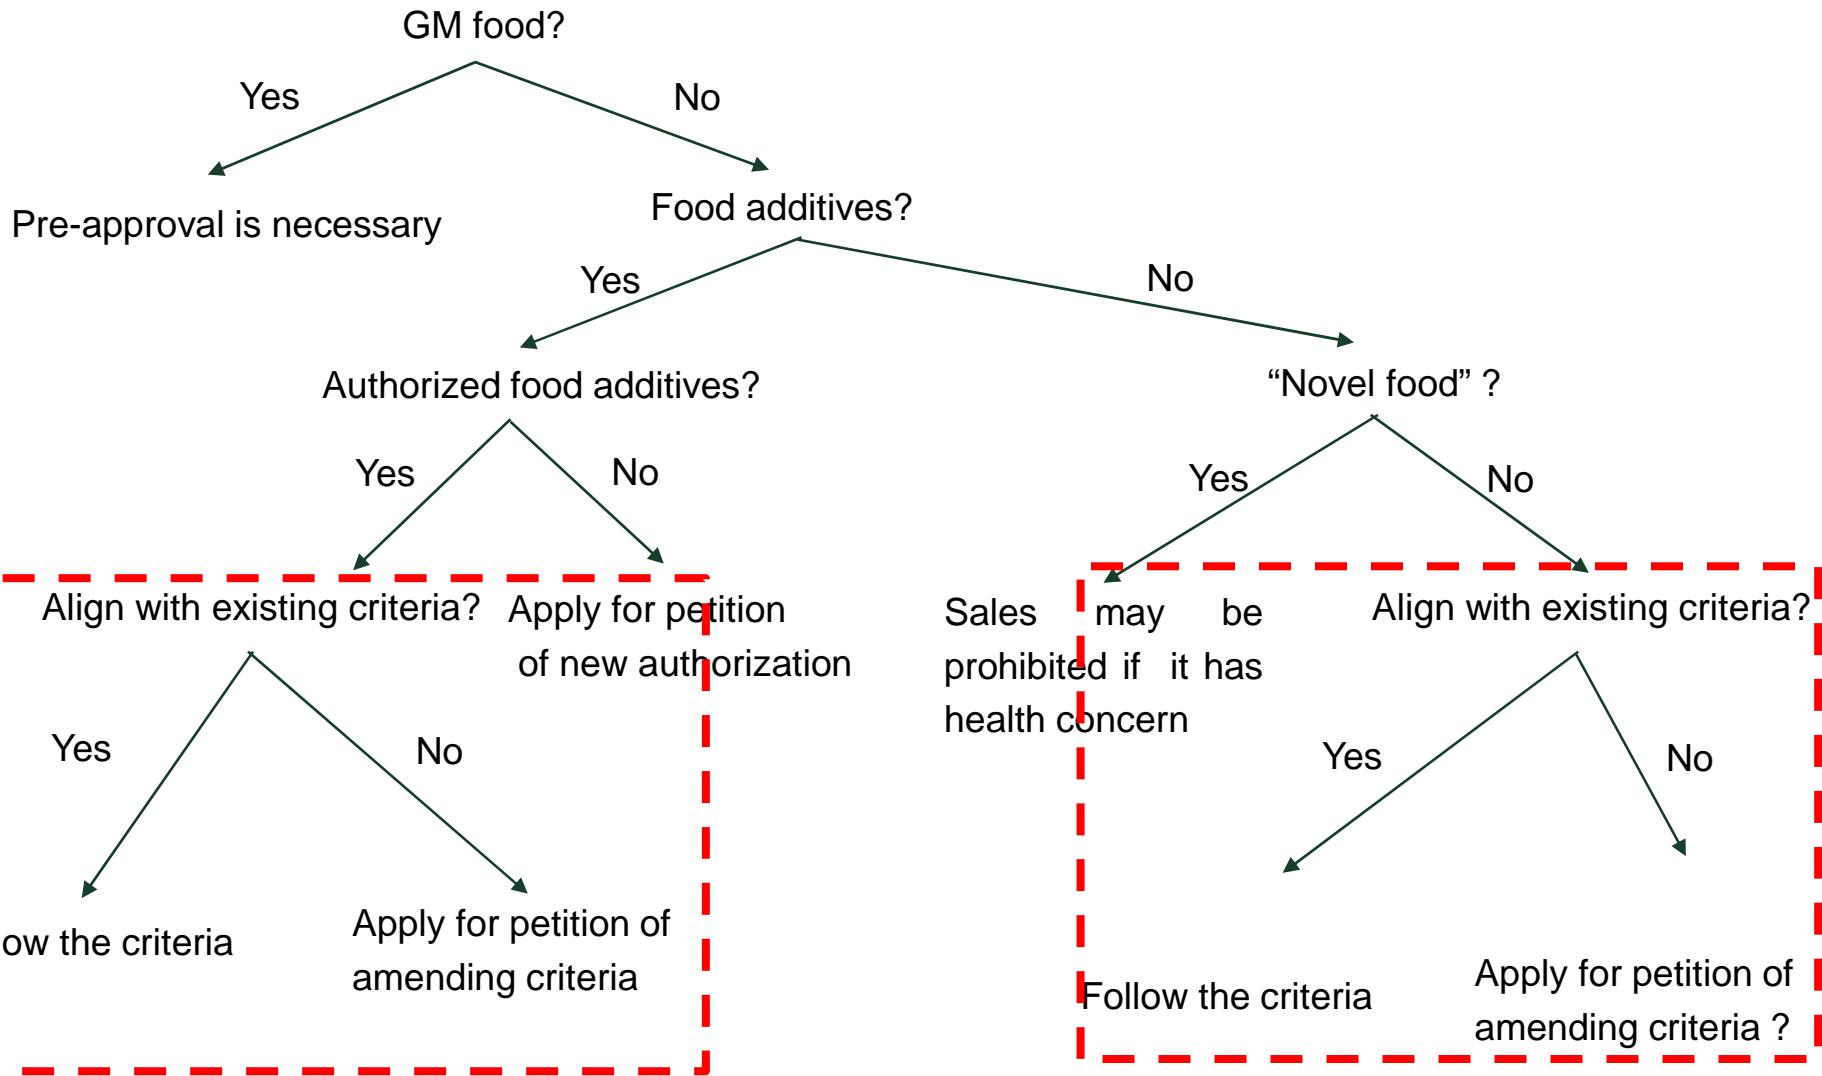 GM food?
Yes
No
Pre-approval is necessary
Food additives?
Yes
No
Authorized food additives?
“Novel food” ?
Yes
No
Yes
No
Align with existing criteria?
Apply for petition
of new authorization
Sales may be
prohibited if it has
health concern
Align with existing criteria?
Yes
No
Yes
No
ow the criteria
Apply for petition of
amending criteria
Follow the criteria
Apply for petition of
amending criteria ?